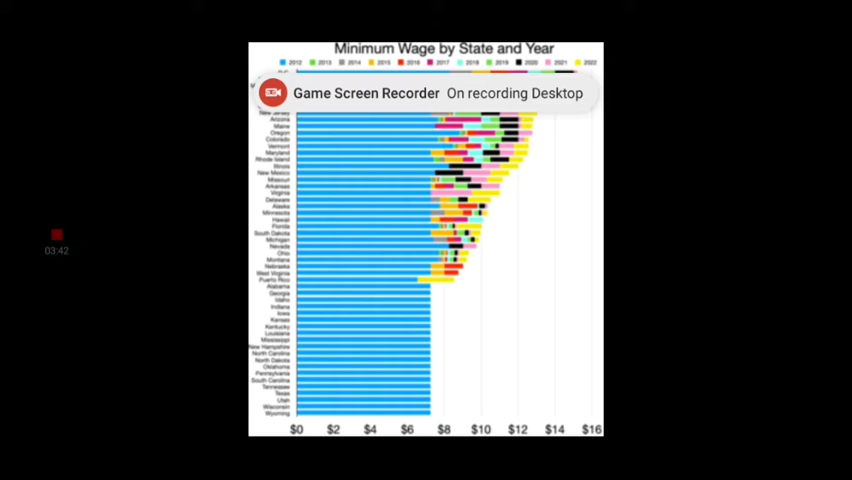 Minimum Wage by State and Year
2012 2013 2014 2015 2016 2017 2018 2019 2020 2021 2022
Game Screen Recorder On recording Desktop
New Jersey
Arizona
Maine
Oregon
Colorado
Vermont
Maryland
Rhode Island
Illinois
New Mexico
Missouri
Arkansas
Virginia
Delaware
Alaska
Minnesota
Hawaii
03:42
Florida
South Dakota
Michigan
Nevada
Ohio
Montana
Nebraska
West Virginia
Puerto Rico
Alabama
Georgia
Idaho
Indiana
Iowa
Kansas
Kentucky
Louisiana
Mississippi
New Hampshire
North Carolina
North Dakota
Oklahoma
Pennsylvania
South Carolina
Tennessee
Texas
Utah
Wisconsin
Wyoming
$0 $2 $4 $6 $8 $10 $12 $14 $16